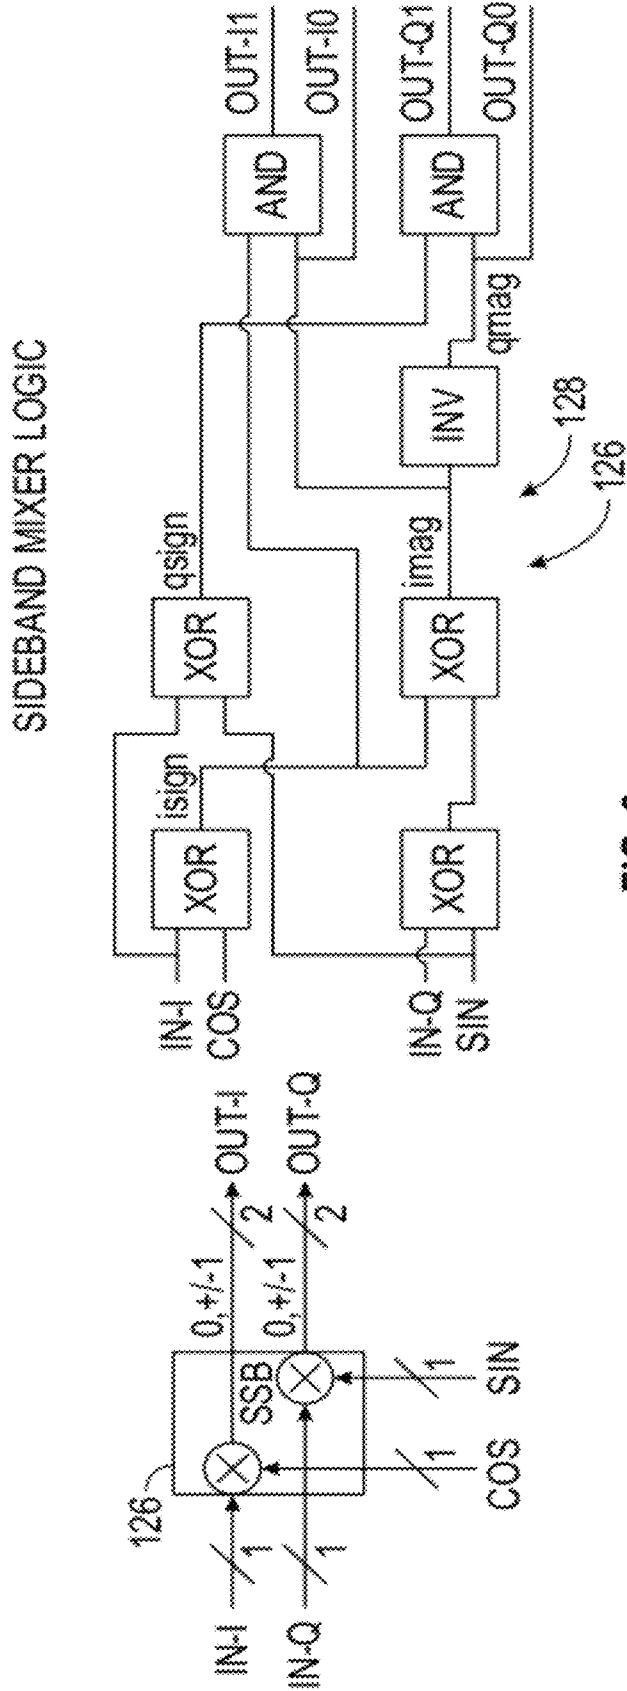 SIDEBAND MIXER LOGIC
126
IN-I
1
IN-Q
1
SSB
0,+/-1
2
OUT-I
0,+/-1
2
OUT-Q
1
COS
1
SIN
IN-I
COS
XOR
isign
XOR
qsign
IN-Q
SIN
XOR
XOR
imag
INV
qmag
AND
OUT-I1
OUT-I0
AND
OUT-Q1
OUT-Q0
128
126